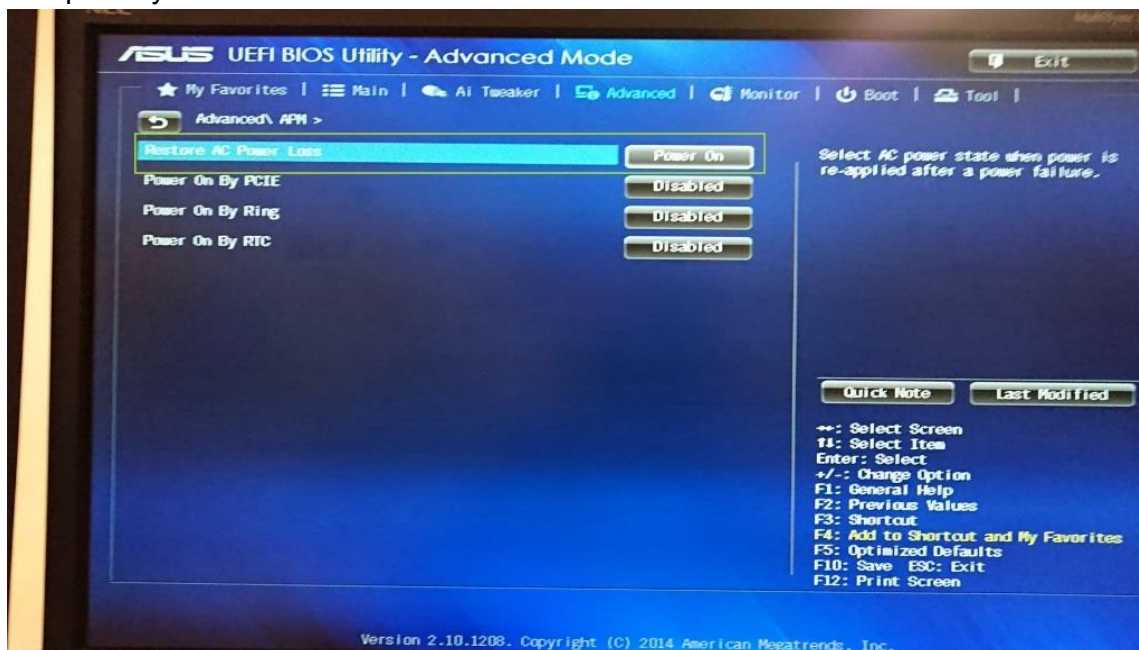 NEC
ASUS UEFI BIOS Utility - Advanced Mode
Exit
My Favorites | Main | Ai Tweaker | Advanced | Monitor | Boot | Tool |
Advanced\ APM >
Restore AC Power Loss Power On
Power On By PCIE Disabled
Power On By Ring Disabled
Power On By RTC Disabled
Select AC power state when power is
re-applied after a power failure.
Quick Note Last Modified
→←: Select Screen
↑↓: Select Item
Enter: Select
+/-: Change Option
F1: General Help
F2: Previous Values
F3: Shortcut
F4: Add to Shortcut and My Favorites
F5: Optimized Defaults
F10: Save ESC: Exit
F12: Print Screen
Version 2.10.1208. Copyright (C) 2014 American Megatrends, Inc.